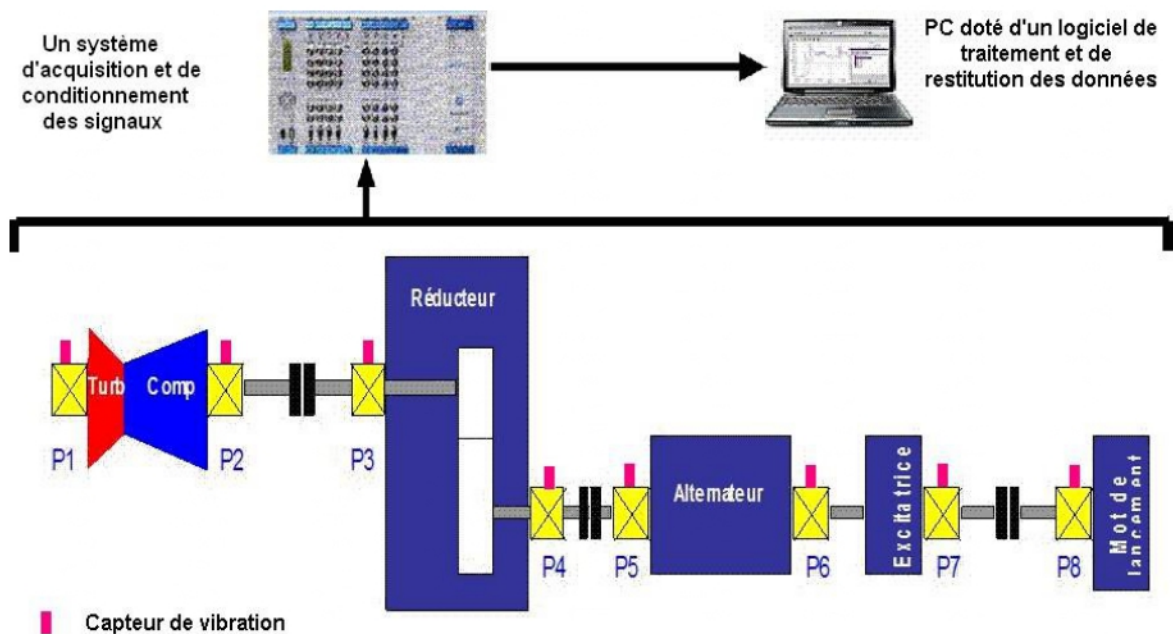 Un système
d'acquisition et de
conditionnement
des signaux
PC doté d'un logiciel de
traitement et de
restitution des données
Réducteur
Turb
Comp
P1
P2
P3
Alternateur
Excitatrice
Mot de
lancement
P4
P5
P6
P7
P8
Capteur de vibration